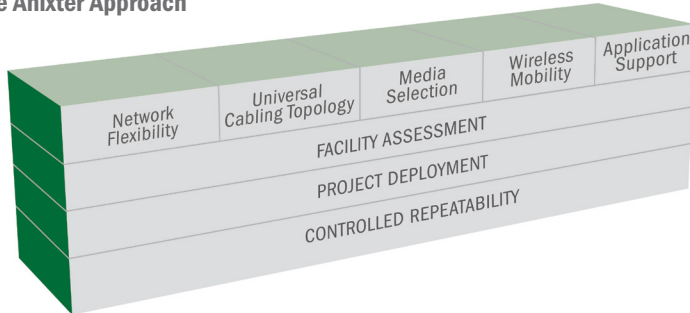 Anixter Approach
Network
Flexibility
Universal
Cabling Topology
Media
Selection
Wireless
Mobility
Application
Support
FACILITY ASSESSMENT
PROJECT DEPLOYMENT
CONTROLLED REPEATABILITY